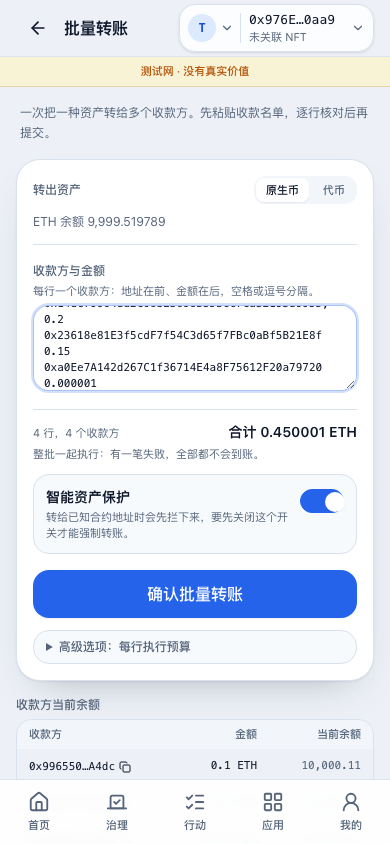 批量转账
T
0x976E…0aa9
未关联 NFT
测试网 · 没有真实价值
一次把一种资产转给多个收款方。先粘贴收款名单，逐行核对后再
提交。
转出资产
原生币
代币
ETH 余额 9,999.519789
收款方与金额
每行一个收款方：地址在前、金额在后，空格或逗号分隔。
0.2
0x23618e81E3f5cdF7f54C3d65f7FBc0aBf5B21E8f
0.15
0xa0Ee7A142d267C1f36714E4a8F75612F20a79720
0.000001
4 行，4 个收款方
合计 0.450001 ETH
整批一起执行：有一笔失败，全部都不会到账。
智能资产保护
转给已知合约地址时会先拦下来，要先关闭这个开
关才能强制转账。
确认批量转账
高级选项：每行执行预算
收款方当前余额
收款方
金额
当前余额
0x996550…A4dc
0.1 ETH
10,000.11
首页
治理
行动
应用
我的